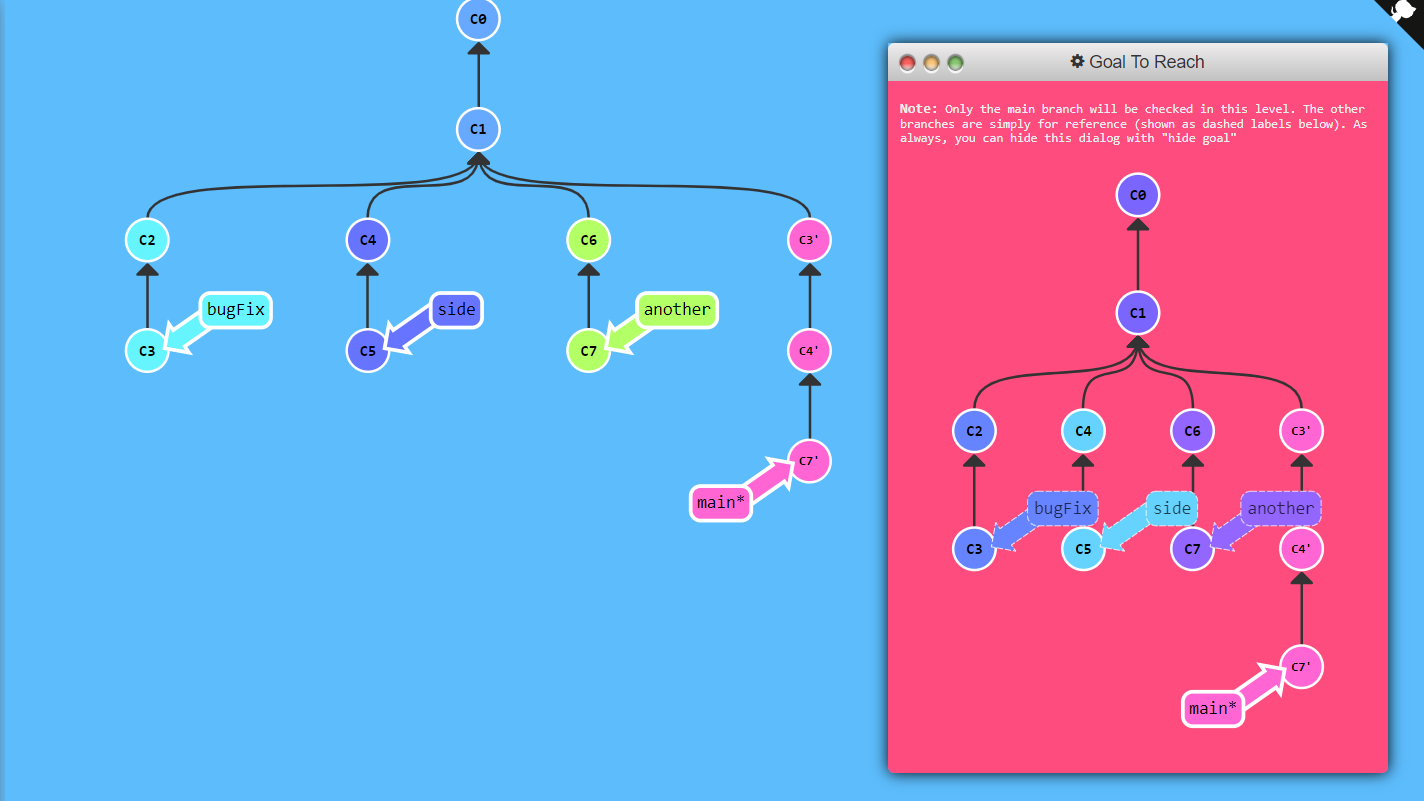 C0
C1
C2
C4
C6
C3'
bugFix
side
another
C3
C5
C7
C4'
C7'
main*
Goal To Reach
Note: Only the main branch will be checked in this level. The other
branches are simply for reference (shown as dashed labels below). As
always, you can hide this dialog with "hide goal"
C0
C1
C2
C4
C6
C3'
bugFix
side
another
C3
C5
C7
C4'
C7'
main*